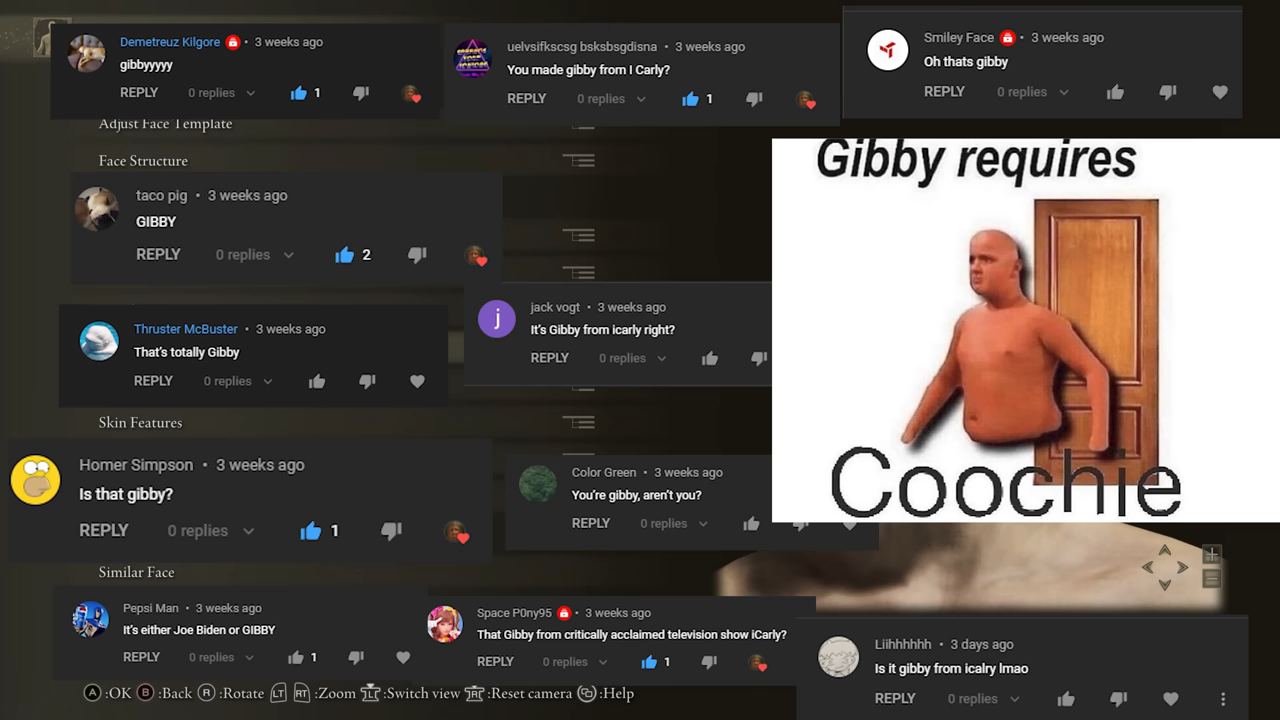 Demetreuz Kilgore • 3 weeks ago
gibbyyyyy
REPLY 0 replies 1
uelvsifkscsg bsksbsgdisna • 3 weeks ago
You made gibby from I Carly?
REPLY 0 replies 1
Smiley Face • 3 weeks ago
Oh thats gibby
REPLY 0 replies
Adjust Face Template
Face Structure
Gibby requires
Coochie
taco pig • 3 weeks ago
GIBBY
REPLY 0 replies 2
j
jack vogt • 3 weeks ago
It's Gibby from icarly right?
REPLY 0 replies
Thruster McBuster • 3 weeks ago
That's totally Gibby
REPLY 0 replies
Skin Features
Homer Simpson • 3 weeks ago
Is that gibby?
REPLY 0 replies 1
Color Green • 3 weeks ago
You're gibby, aren't you?
REPLY 0 replies
Similar Face
Pepsi Man • 3 weeks ago
It's either Joe Biden or GIBBY
REPLY 0 replies 1
Space P0ny95 • 3 weeks ago
That Gibby from critically acclaimed television show iCarly?
REPLY 0 replies 1
Liihhhhhh • 3 days ago
Is it gibby from icalry lmao
REPLY 0 replies
A :OK B :Back R :Rotate LT RT :Zoom L :Switch view R :Reset camera :Help